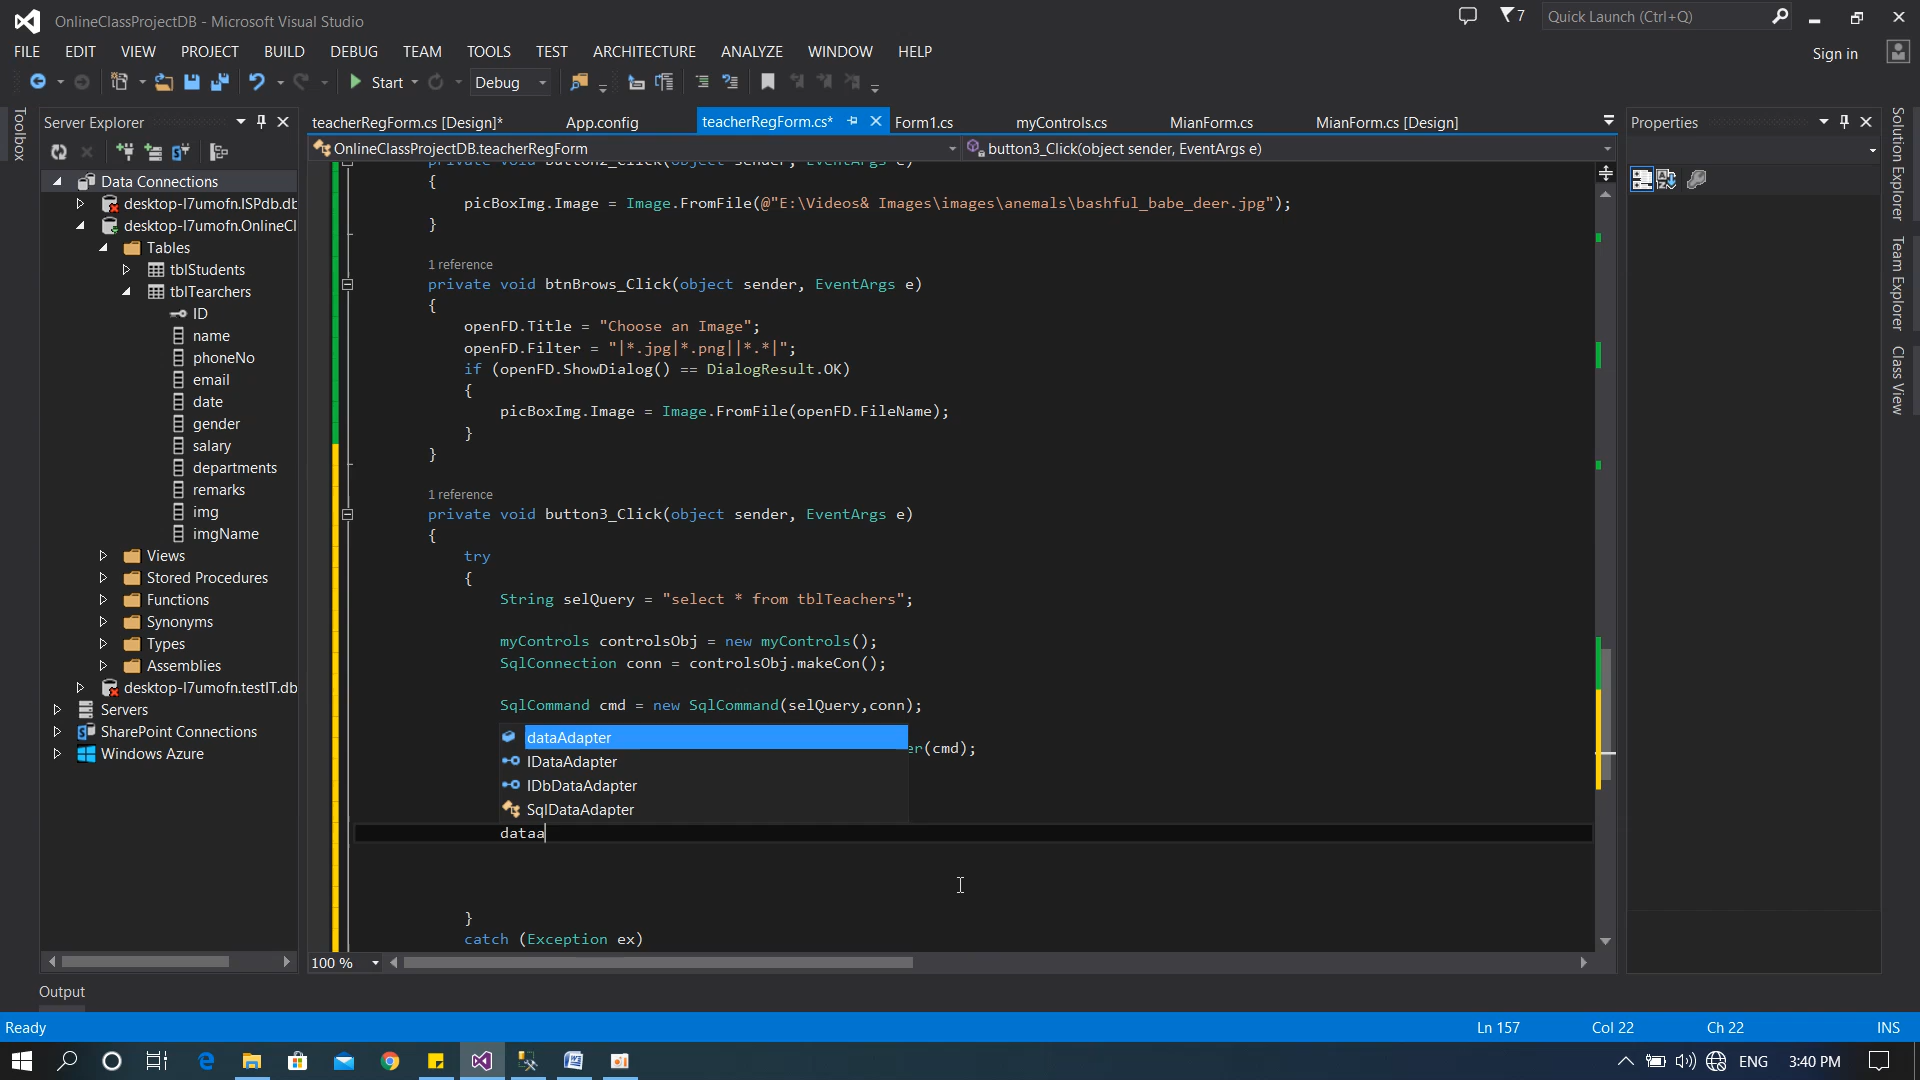 OnlineClassProjectDB - Microsoft Visual Studio
7
Quick Launch (Ctrl+Q)
FILE EDIT VIEW PROJECT BUILD DEBUG TEAM TOOLS TEST ARCHITECTURE ANALYZE WINDOW HELP
Sign in
Start
Debug
Toolbox
Server Explorer
teacherRegForm.cs [Design]* App.config teacherRegForm.cs* Form1.cs myControls.cs MianForm.cs MianForm.cs [Design]
Properties
OnlineClassProjectDB.teacherRegForm
button3_Click(object sender, EventArgs e)
Data Connections
desktop-l7umofn.ISPdb.db
desktop-l7umofn.OnlineCl
Tables
tblStudents
tblTearchers
ID
name
phoneNo
email
date
gender
salary
departments
remarks
img
imgName
Views
Stored Procedures
Functions
Synonyms
Types
Assemblies
desktop-l7umofn.testIT.db
Servers
SharePoint Connections
Windows Azure
private void button2_Click(object sender, EventArgs e)
{
picBoxImg.Image = Image.FromFile(@"E:\Videos& Images\images\anemals\bashful_babe_deer.jpg");
}
1 reference
private void btnBrows_Click(object sender, EventArgs e)
{
openFD.Title = "Choose an Image";
openFD.Filter = "|*.jpg|*.png||*.*|";
if (openFD.ShowDialog() == DialogResult.OK)
{
picBoxImg.Image = Image.FromFile(openFD.FileName);
}
}
1 reference
private void button3_Click(object sender, EventArgs e)
{
try
{
String selQuery = "select * from tblTeachers";
myControls controlsObj = new myControls();
SqlConnection conn = controlsObj.makeCon();
SqlCommand cmd = new SqlCommand(selQuery,conn);
er(cmd);
dataAdapter
IDataAdapter
IDbDataAdapter
SqlDataAdapter
dataa
}
catch (Exception ex)
100 %
Solution Explorer
Team Explorer
Class View
Output
Ready
Ln 157
Col 22
Ch 22
INS
ENG
3:40 PM